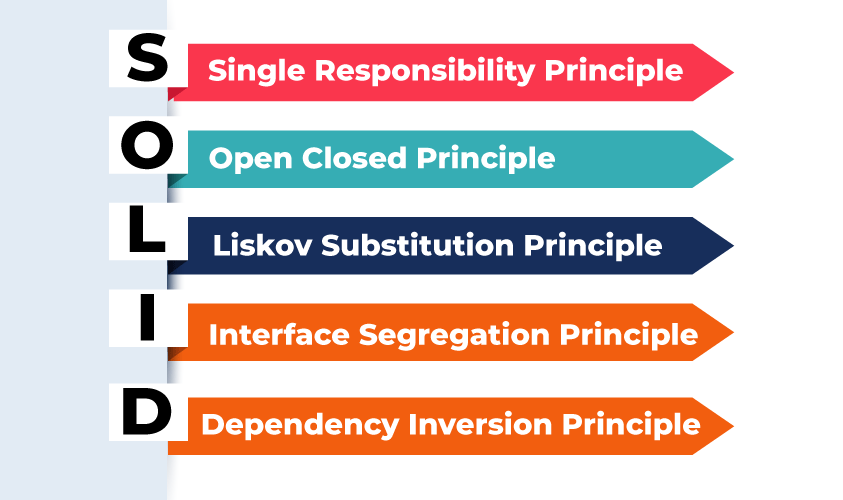 S Single Responsibility Principle
O Open Closed Principle
L Liskov Substitution Principle
I Interface Segregation Principle
D Dependency Inversion Principle